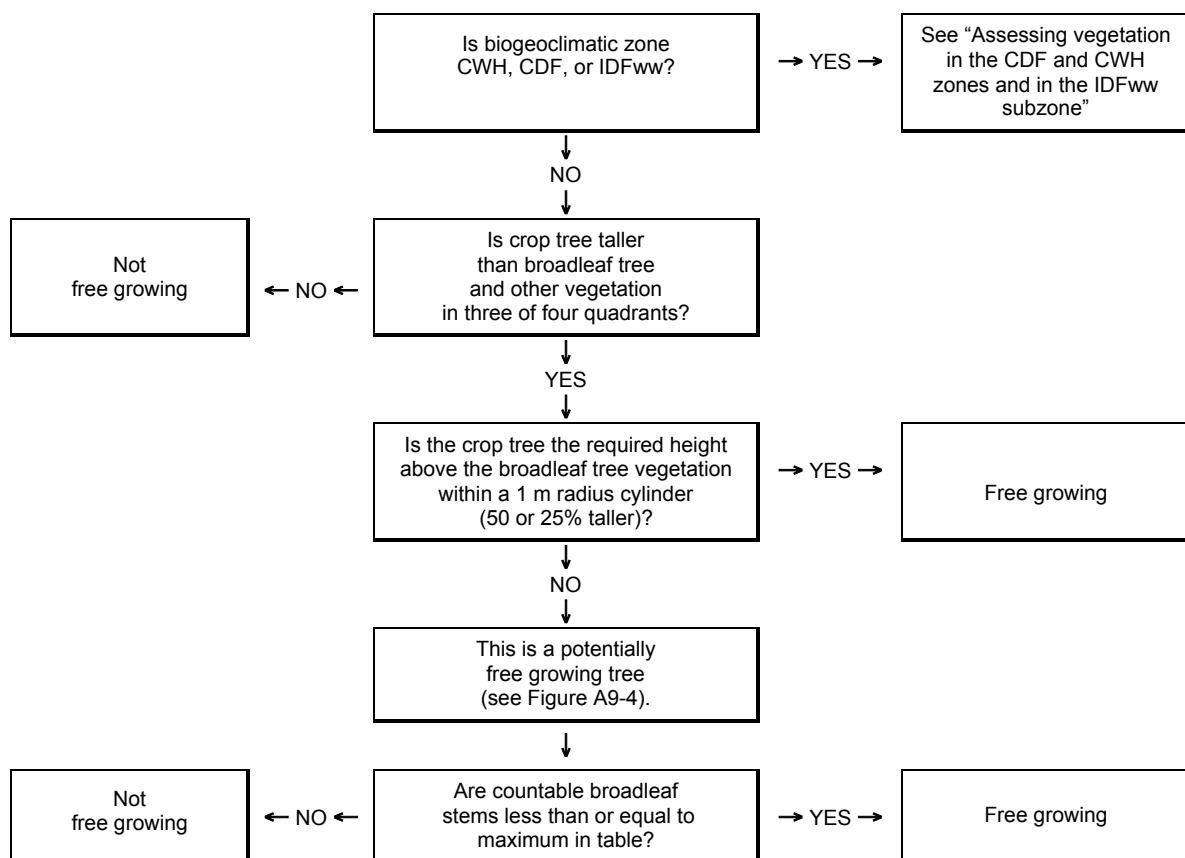 Is biogeoclimatic zone
CWH, CDF, or IDFww?
→ YES →
See “Assessing vegetation
in the CDF and CWH
zones and in the IDFww
subzone”
NO
Not
free growing
← NO ←
Is crop tree taller
than broadleaf tree
and other vegetation
in three of four quadrants?
YES
Is the crop tree the required height
above the broadleaf tree vegetation
within a 1 m radius cylinder
(50 or 25% taller)?
→ YES →
Free growing
NO
This is a potentially
free growing tree
(see Figure A9-4).
Not
free growing
← NO ←
Are countable broadleaf
stems less than or equal to
maximum in table?
→ YES →
Free growing